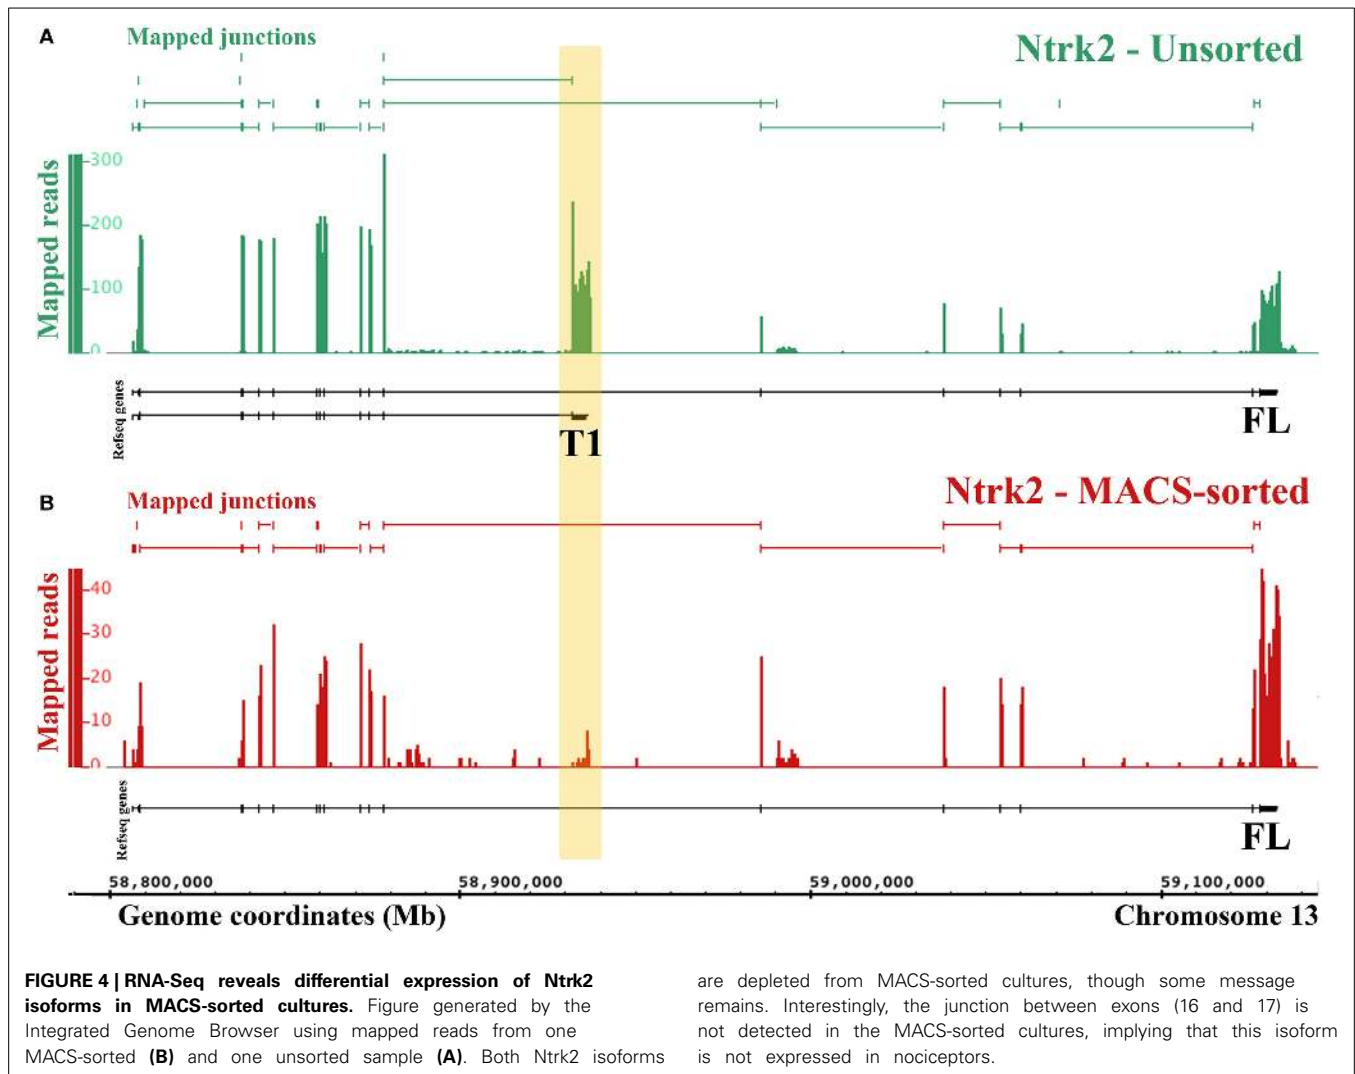 A
Mapped junctions
Ntrk2 - Unsorted
Mapped reads
300
200
100
0
Refseq genes
T1
FL
B
Mapped junctions
Ntrk2 - MACS-sorted
Mapped reads
40
30
20
10
0
Refseq genes
FL
58,800,000 58,900,000 59,000,000 59,100,000
Genome coordinates (Mb) Chromosome 13
FIGURE 4 | RNA-Seq reveals differential expression of Ntrk2
isoforms in MACS-sorted cultures. Figure generated by the
Integrated Genome Browser using mapped reads from one
MACS-sorted (B) and one unsorted sample (A). Both Ntrk2 isoforms
are depleted from MACS-sorted cultures, though some message
remains. Interestingly, the junction between exons (16 and 17) is
not detected in the MACS-sorted cultures, implying that this isoform
is not expressed in nociceptors.